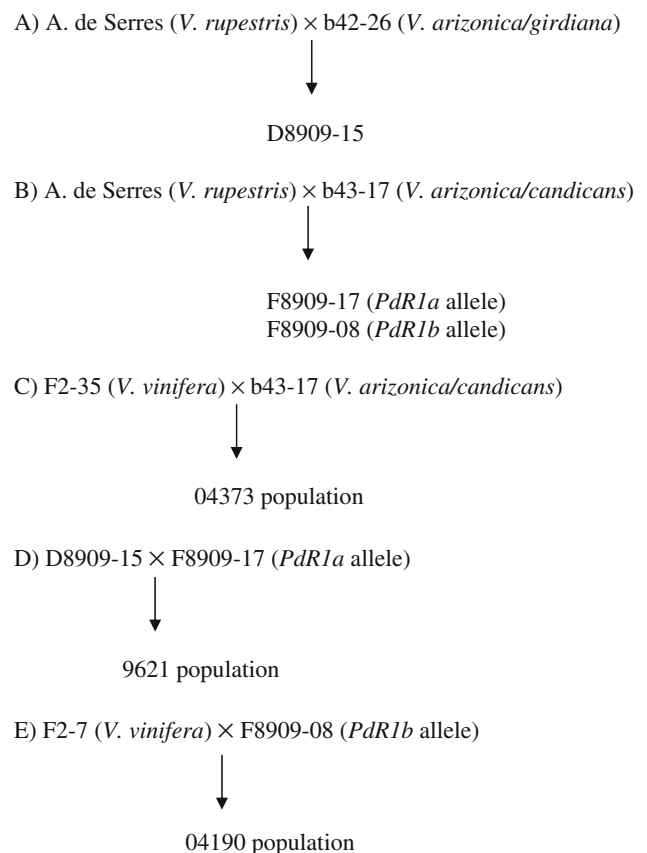 A) A. de Serres (V. rupestris) × b42-26 (V. arizonica/girdiana)
D8909-15
B) A. de Serres (V. rupestris) × b43-17 (V. arizonica/candicans)
F8909-17 (PdR1a allele)
F8909-08 (PdR1b allele)
C) F2-35 (V. vinifera) × b43-17 (V. arizonica/candicans)
04373 population
D) D8909-15 × F8909-17 (PdR1a allele)
9621 population
E) F2-7 (V. vinifera) × F8909-08 (PdR1b allele)
04190 population